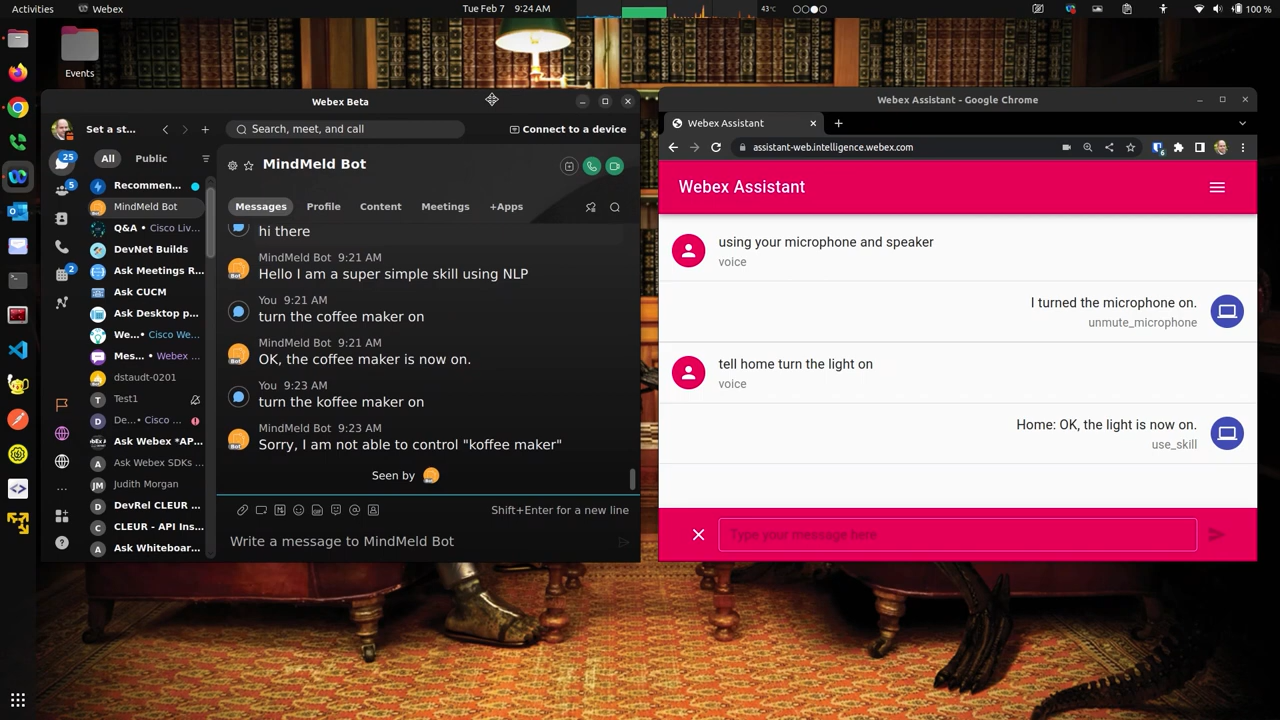 Activities
Webex
Tue Feb 7 9:24 AM
43°C
100 %
Events
Webex Beta
Set a st...
Search, meet, and call
Connect to a device
25
All
Public
5
2
Recommen...
MindMeld Bot
Q&A • Cisco Liv...
DevNet Builds
Ask Meetings R...
Ask CUCM
Ask Desktop p...
We... • Cisco We...
Mes... • Webex ...
dstaudt-0201
Test1
De... • Cisco ...
Ask Webex *AP...
Ask Webex SDKs ...
Judith Morgan
DevRel CLEUR ...
CLEUR - API Ins...
Ask Whiteboar...
MindMeld Bot
Messages
Profile
Content
Meetings
+Apps
hi there
MindMeld Bot 9:21 AM
Hello I am a super simple skill using NLP
You 9:21 AM
turn the coffee maker on
MindMeld Bot 9:21 AM
OK, the coffee maker is now on.
You 9:23 AM
turn the koffee maker on
MindMeld Bot 9:23 AM
Sorry, I am not able to control "koffee maker"
Seen by
Shift+Enter for a new line
Write a message to MindMeld Bot
Webex Assistant - Google Chrome
Webex Assistant
assistant-web.intelligence.webex.com
6
Webex Assistant
using your microphone and speaker
voice
I turned the microphone on.
unmute_microphone
tell home turn the light on
voice
Home: OK, the light is now on.
use_skill
Type your message here